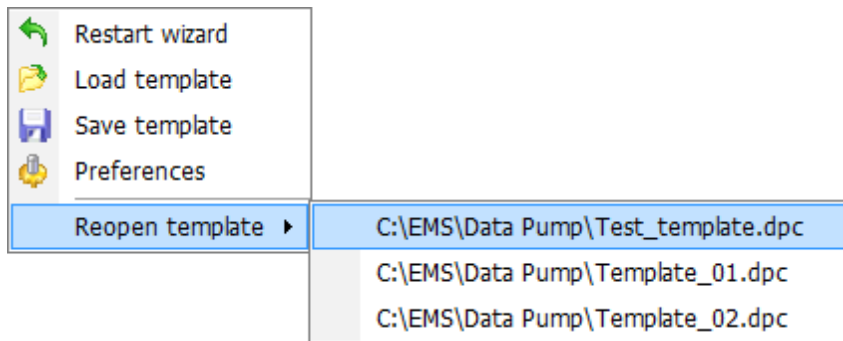 Restart wizard
Load template
Save template
Preferences
Reopen template
C:\EMS\Data Pump\Test_template.dpc
C:\EMS\Data Pump\Template_01.dpc
C:\EMS\Data Pump\Template_02.dpc